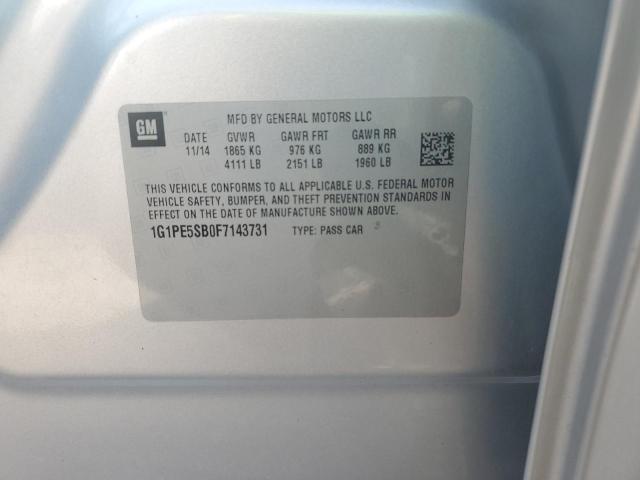 GM
MFD BY GENERAL MOTORS LLC
DATE GVWR GAWR FRT GAWR RR
11/14 1865 KG 976 KG 889 KG
4111 LB 2151 LB 1960 LB
THIS VEHICLE CONFORMS TO ALL APPLICABLE U.S. FEDERAL MOTOR
VEHICLE SAFETY, BUMPER, AND THEFT PREVENTION STANDARDS IN
EFFECT ON THE DATE OF MANUFACTURE SHOWN ABOVE.
1G1PE5SB0F7143731 TYPE: PASS CAR